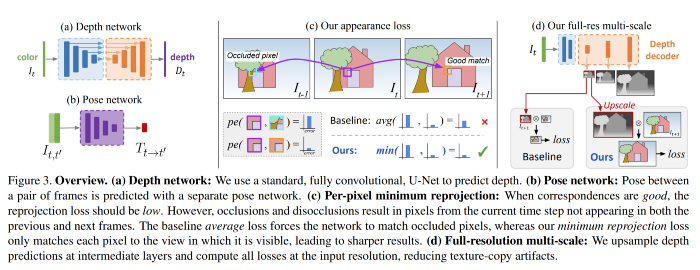 (a) Depth network
color
I_t
depth
D_t
(b) Pose network
I_t,t′
T_t→t′
(c) Our appearance loss
Occluded pixel
Good match
I_t-1
I_t
I_t+1
pe( , ) =
error
Baseline: avg( , ) = ×
pe( , ) =
error
Ours: min( , ) = ✓
(d) Our full-res multi-scale
I_t
Depth
decoder
Upscale
I_t+1
loss
Baseline
I_t+1
loss
Ours
Figure 3. Overview. (a) Depth network: We use a standard, fully convolutional, U-Net to predict depth. (b) Pose network: Pose between
a pair of frames is predicted with a separate pose network. (c) Per-pixel minimum reprojection: When correspondences are good, the
reprojection loss should be low. However, occlusions and disocclusions result in pixels from the current time step not appearing in both the
previous and next frames. The baseline average loss forces the network to match occluded pixels, whereas our minimum reprojection loss
only matches each pixel to the view in which it is visible, leading to sharper results. (d) Full-resolution multi-scale: We upsample depth
predictions at intermediate layers and compute all losses at the input resolution, reducing texture-copy artifacts.